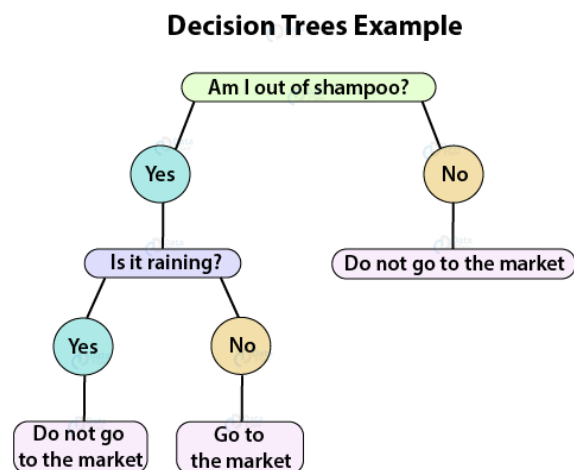 Decision Trees Example
Am I out of shampoo?
Yes
No
Is it raining?
Do not go to the market
Yes
No
Do not go
to the market
Go to
the market